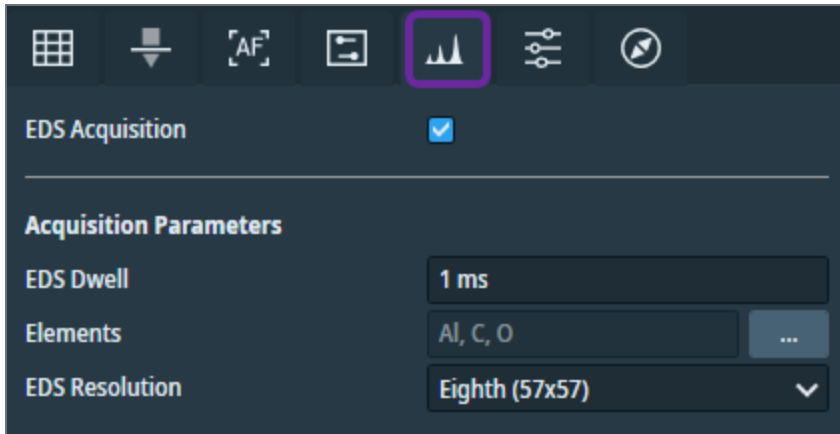 AF
EDS Acquisition
Acquisition Parameters
EDS Dwell 1 ms
Elements Al, C, O ...
EDS Resolution Eighth (57x57)